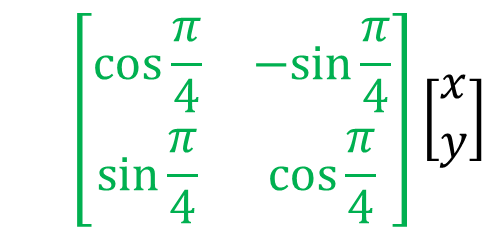 [cos π/4 −sin π/4] [x]
[sin π/4 cos π/4] [y]